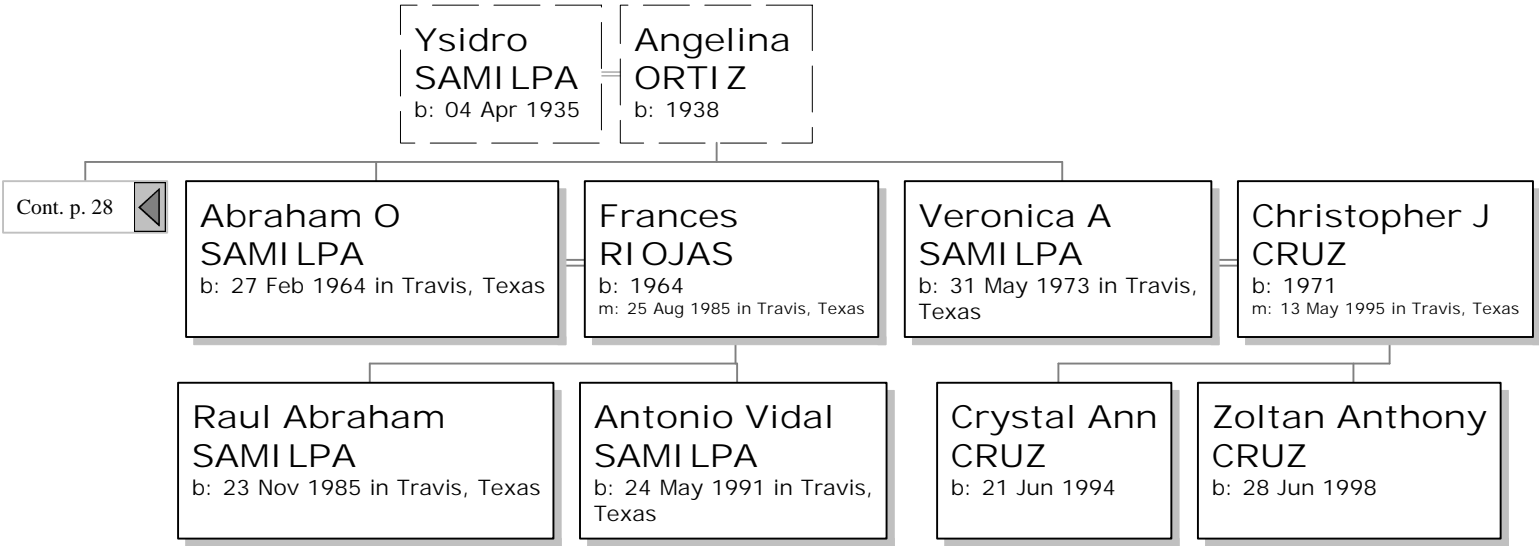 Ysidro
SAMILPA
b: 04 Apr 1935
Angelina
ORTIZ
b: 1938
Cont. p. 28
Abraham O
SAMILPA
b: 27 Feb 1964 in Travis, Texas
Frances
RIOJAS
b: 1964
m: 25 Aug 1985 in Travis, Texas
Veronica A
SAMILPA
b: 31 May 1973 in Travis,
Texas
Christopher J
CRUZ
b: 1971
m: 13 May 1995 in Travis, Texas
Raul Abraham
SAMILPA
b: 23 Nov 1985 in Travis, Texas
Antonio Vidal
SAMILPA
b: 24 May 1991 in Travis,
Texas
Crystal Ann
CRUZ
b: 21 Jun 1994
Zoltan Anthony
CRUZ
b: 28 Jun 1998